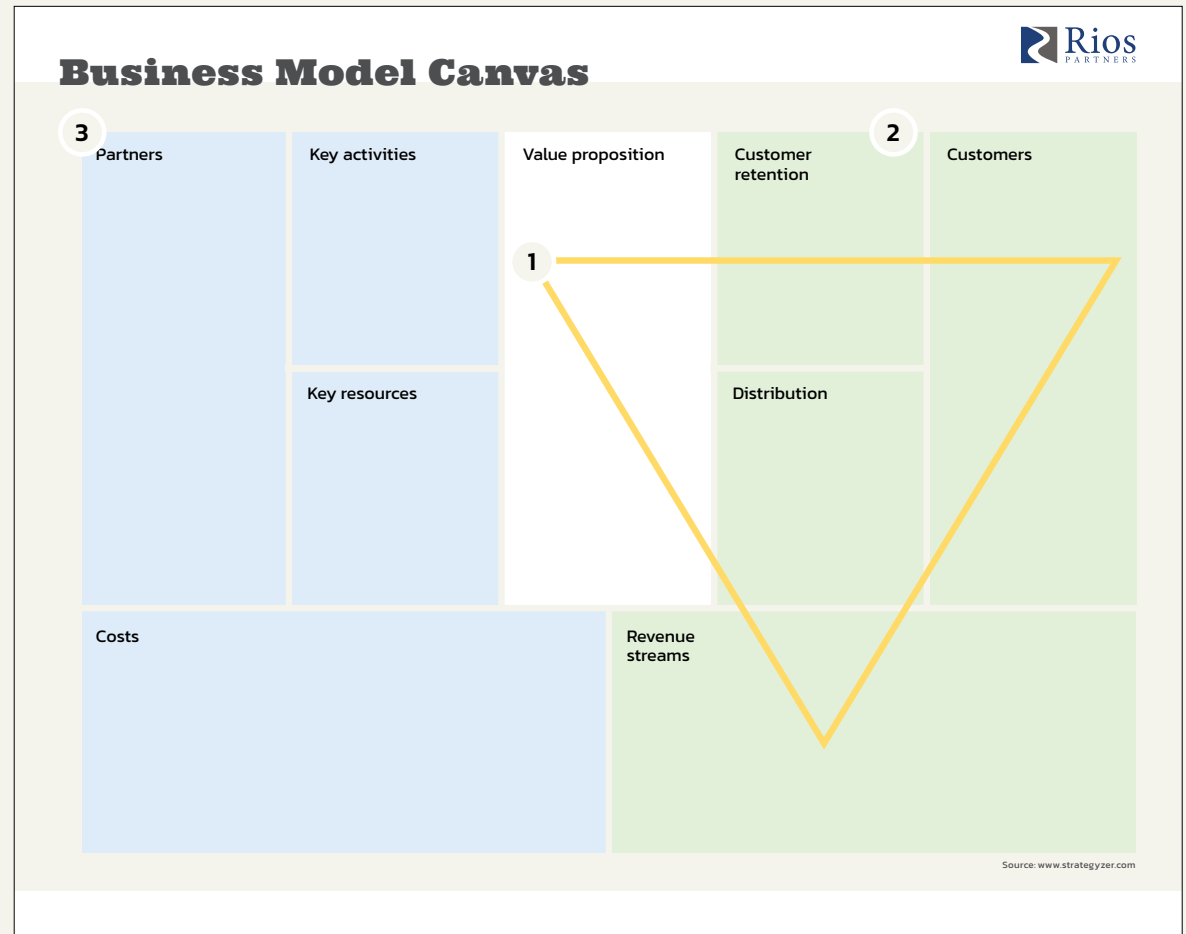 Rios
PARTNERS
Business Model Canvas
3
2
Partners
Key activities
Value proposition
Customer
retention
Customers
1
Key resources
Distribution
Costs
Revenue
streams
Source: www.strategyzer.com